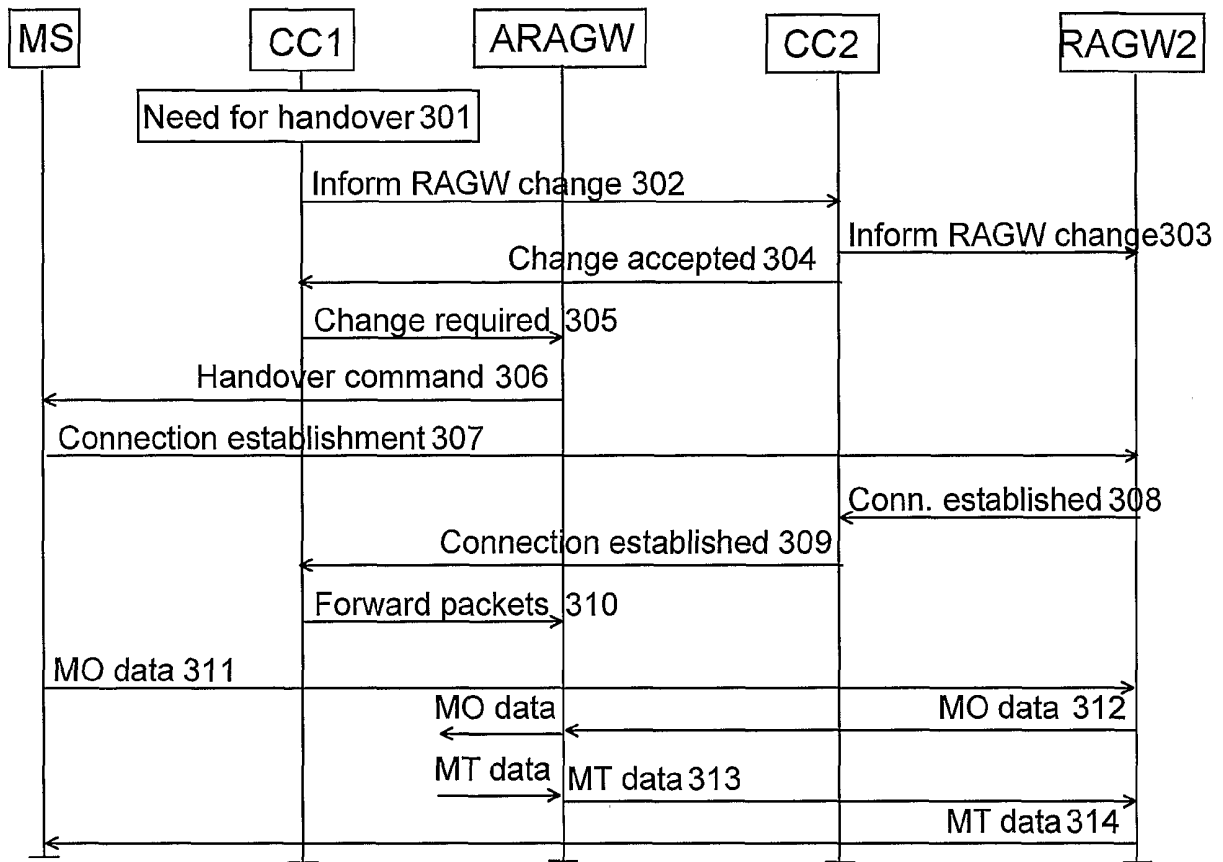 MS CC1 ARAGW CC2 RAGW2
Need for handover 301
Inform RAGW change 302
Inform RAGW change303
Change accepted 304
Change required 305
Handover command 306
Connection establishment 307
Conn. established 308
Connection established 309
Forward packets 310
MO data 311
MO data MO data 312
MT data MT data 313
MT data 314